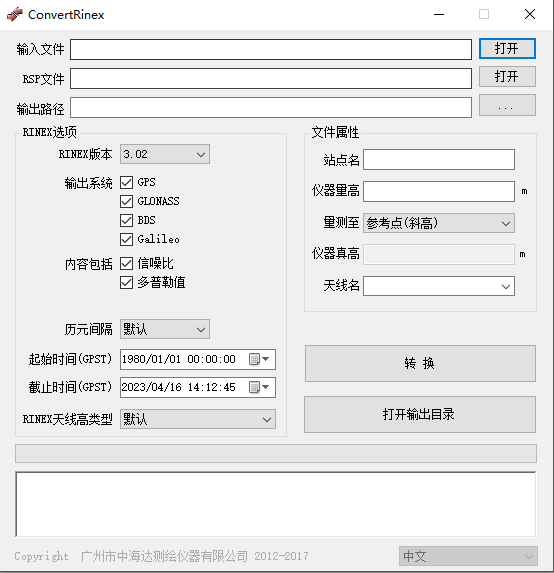 ConvertRinex
输入文件 打开
RSP文件 打开
输出路径 ...
RINEX选项
RINEX版本 3.02
输出系统 GPS
GLONASS
BDS
Galileo
内容包括 信噪比
多普勒值
历元间隔 默认
起始时间(GPST) 1980/01/01 00:00:00
截止时间(GPST) 2023/04/16 14:12:45
RINEX天线高类型 默认
文件属性
站点名
仪器量高 m
量测至 参考点(斜高)
仪器真高 m
天线名
转 换
打开输出目录
Copyright 广州市中海达测绘仪器有限公司 2012-2017
中文